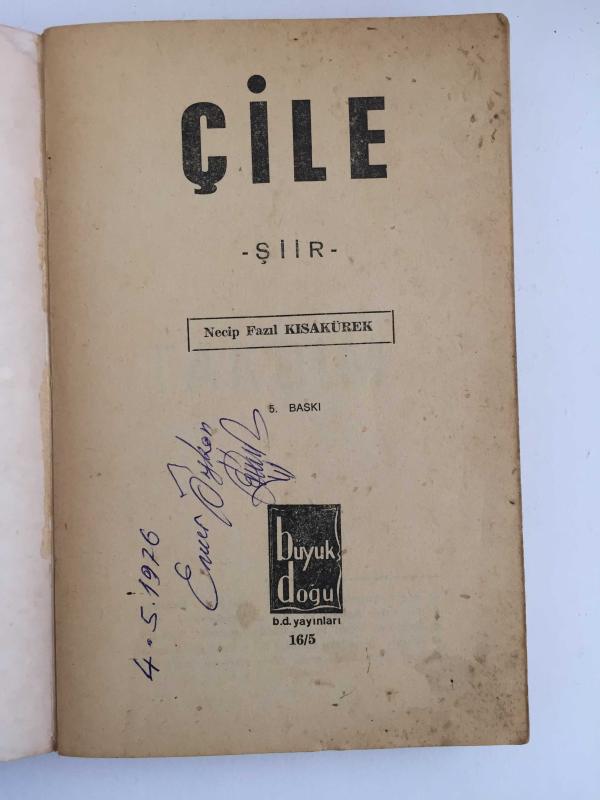 ÇİLE
- ŞİİR -
Necip Fazıl KISAKÜREK
5. BASKI
büyük
doğu
b.d. yayınları
16/5
4.5.1976